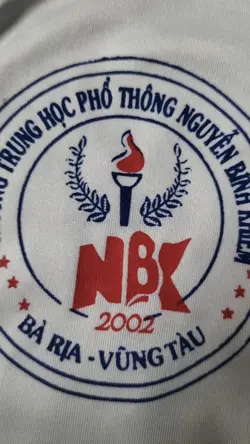 TRUNG HỌC PHỔ THÔNG NGUYỄN BỈNH KHIÊM
NBK
2002
BÀ RỊA - VŨNG TÀU